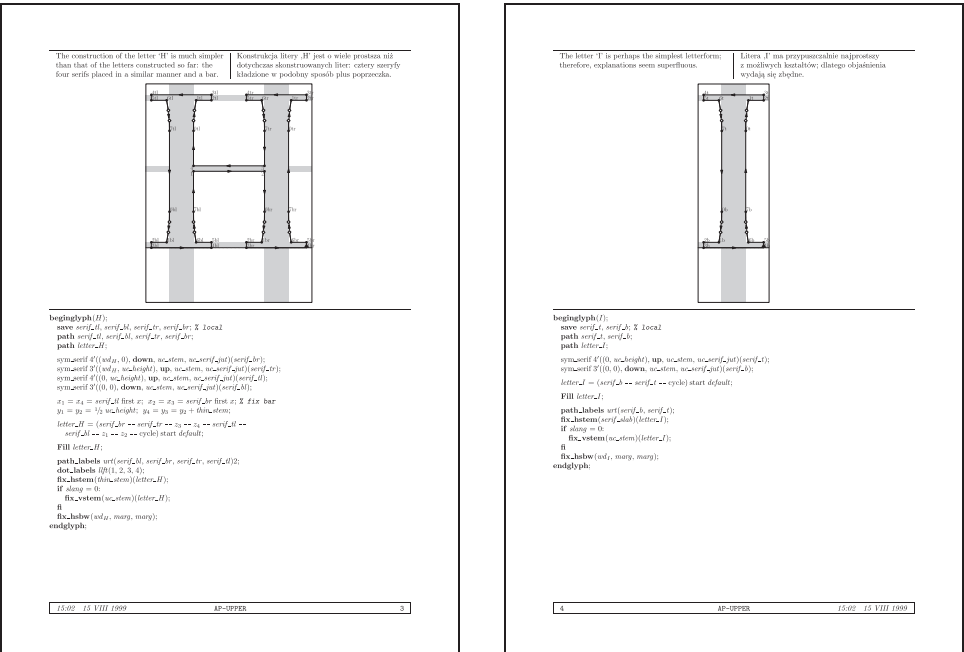 The construction of the letter ‘H’ is much simpler
than that of the letters constructed so far: the
four serifs placed in a similar manner and a bar.
Konstrukcja litery ‚H’ jest o wiele prostsza niż
dotychczas skonstruowanych liter: cztery szeryfy
kładzione w podobny sposób plus poprzeczka.
beginglyph(H);
save serif_tl, serif_bl, serif_tr, serif_br; % local
path serif_tl, serif_bl, serif_tr, serif_br;
path letter_H;
sym_serif 4′((wd_H, 0), down, uc_stem, uc_serif_jut)(serif_br);
sym_serif 3′((wd_H, uc_height), up, uc_stem, uc_serif_jut)(serif_tr);
sym_serif 4′((0, uc_height), up, uc_stem, uc_serif_jut)(serif_tl);
sym_serif 3′((0, 0), down, uc_stem, uc_serif_jut)(serif_bl);
x₁ = x₄ = serif_tl first x; x₂ = x₃ = serif_br first x; % fix bar
y₁ = y₂ = 1/2 uc_height; y₄ = y₃ = y₂ + thin_stem;
letter_H = (serif_br -- serif_tr -- z₃ -- z₄ -- serif_tl --
serif_bl -- z₁ -- z₂ -- cycle) start default;
Fill letter_H;
path_labels urt(serif_bl, serif_br, serif_tr, serif_tl)2;
dot_labels llft(1, 2, 3, 4);
fix_hstem(thin_stem)(letter_H);
if slang = 0:
fix_vstem(uc_stem)(letter_H);
fi
fix_hsbw(wd_H, marg, marg);
endglyph;
15:02 15 VIII 1999 AP-UPPER 3
The letter ‘I’ is perhaps the simplest letterform;
therefore, explanations seem superfluous.
Litera ‚I’ ma przypuszczalnie najprostszy
z możliwych kształtów; dlatego objaśnienia
wydają się zbędne.
beginglyph(I);
save serif_t, serif_b; % local
path serif_t, serif_b;
path letter_I;
sym_serif 4′((0, uc_height), up, uc_stem, uc_serif_jut)(serif_t);
sym_serif 3′((0, 0), down, uc_stem, uc_serif_jut)(serif_b);
letter_I = (serif_b -- serif_t -- cycle) start default;
Fill letter_I;
path_labels urt(serif_b, serif_t);
fix_hstem(serif_slab)(letter_I);
if slang = 0:
fix_vstem(uc_stem)(letter_I);
fi
fix_hsbw(wd_I, marg, marg);
endglyph;
4 AP-UPPER 15:02 15 VIII 1999